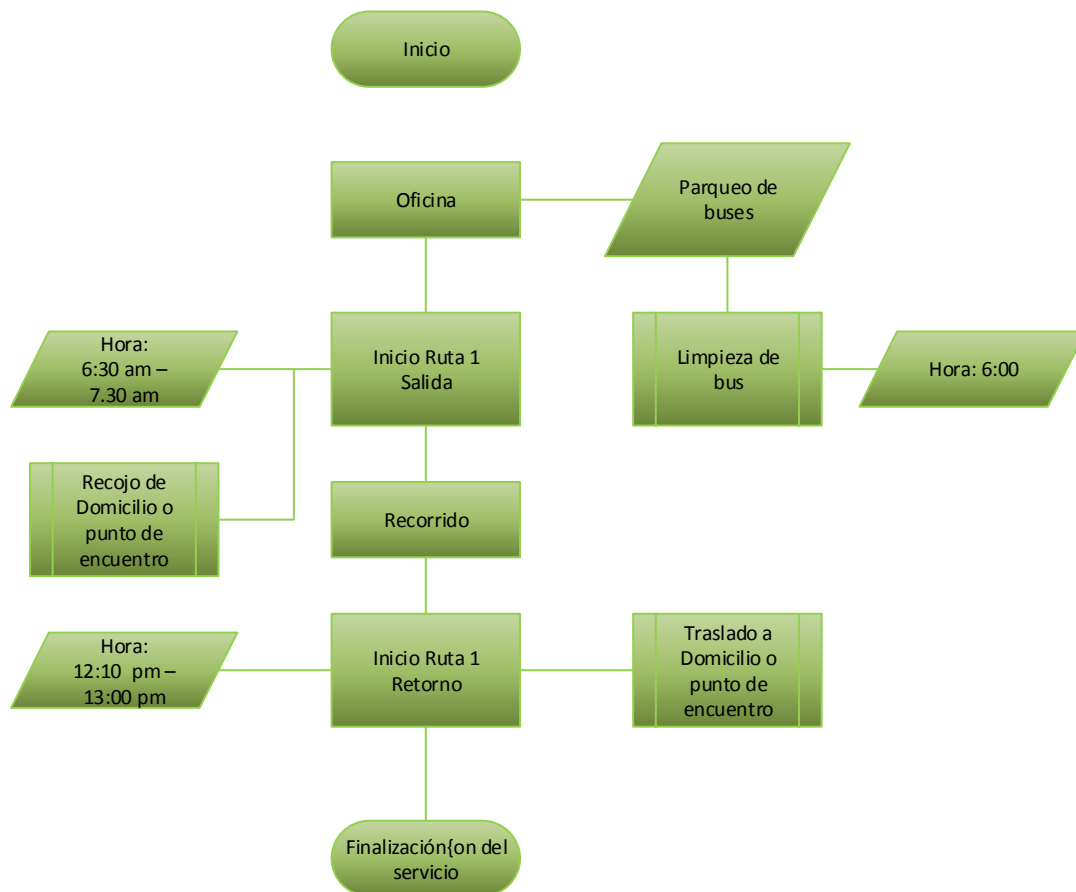 Inicio
Oficina
Parqueo de
buses
Hora:
6:30 am –
7.30 am
Inicio Ruta 1
Salida
Limpieza de
bus
Hora: 6:00
Recojo de
Domicilio o
punto de
encuentro
Recorrido
Hora:
12:10  pm –
13:00 pm
Inicio Ruta 1
Retorno
Traslado a
Domicilio o
punto de
encuentro
Finalización{on del
servicio